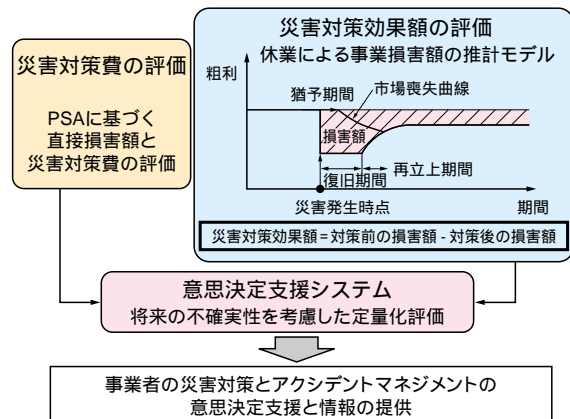 災害対策費の評価
PSAに基づく
直接損害額と
災害対策費の評価
災害対策効果額の評価
休業による事業損害額の推計モデル
粗利
猶予期間
市場喪失曲線
損害額
再立上期間
復旧期間
災害発生時点
期間
災害対策効果額=対策前の損害額-対策後の損害額
意思決定支援システム
将来の不確実性を考慮した定量化評価
事業者の災害対策とアクシデントマネジメントの
意思決定支援と情報の提供